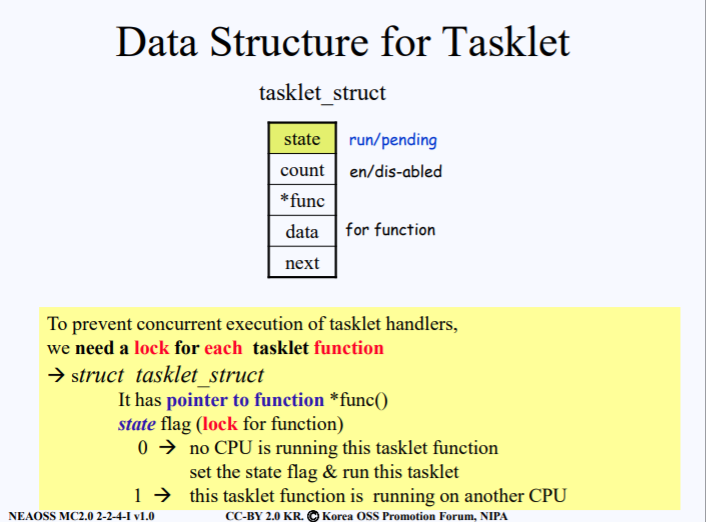 Data Structure for Tasklet
tasklet_struct
state run/pending
count en/dis-abled
*func
data for function
next
To prevent concurrent execution of tasklet handlers,
we need a lock for each tasklet function
→ struct tasklet_struct
It has pointer to function *func()
state flag (lock for function)
0 → no CPU is running this tasklet function
set the state flag & run this tasklet
1 → this tasklet function is running on another CPU
NEAOSS MC2.0 2-2-4-I v1.0 CC-BY 2.0 KR. © Korea OSS Promotion Forum, NIPA